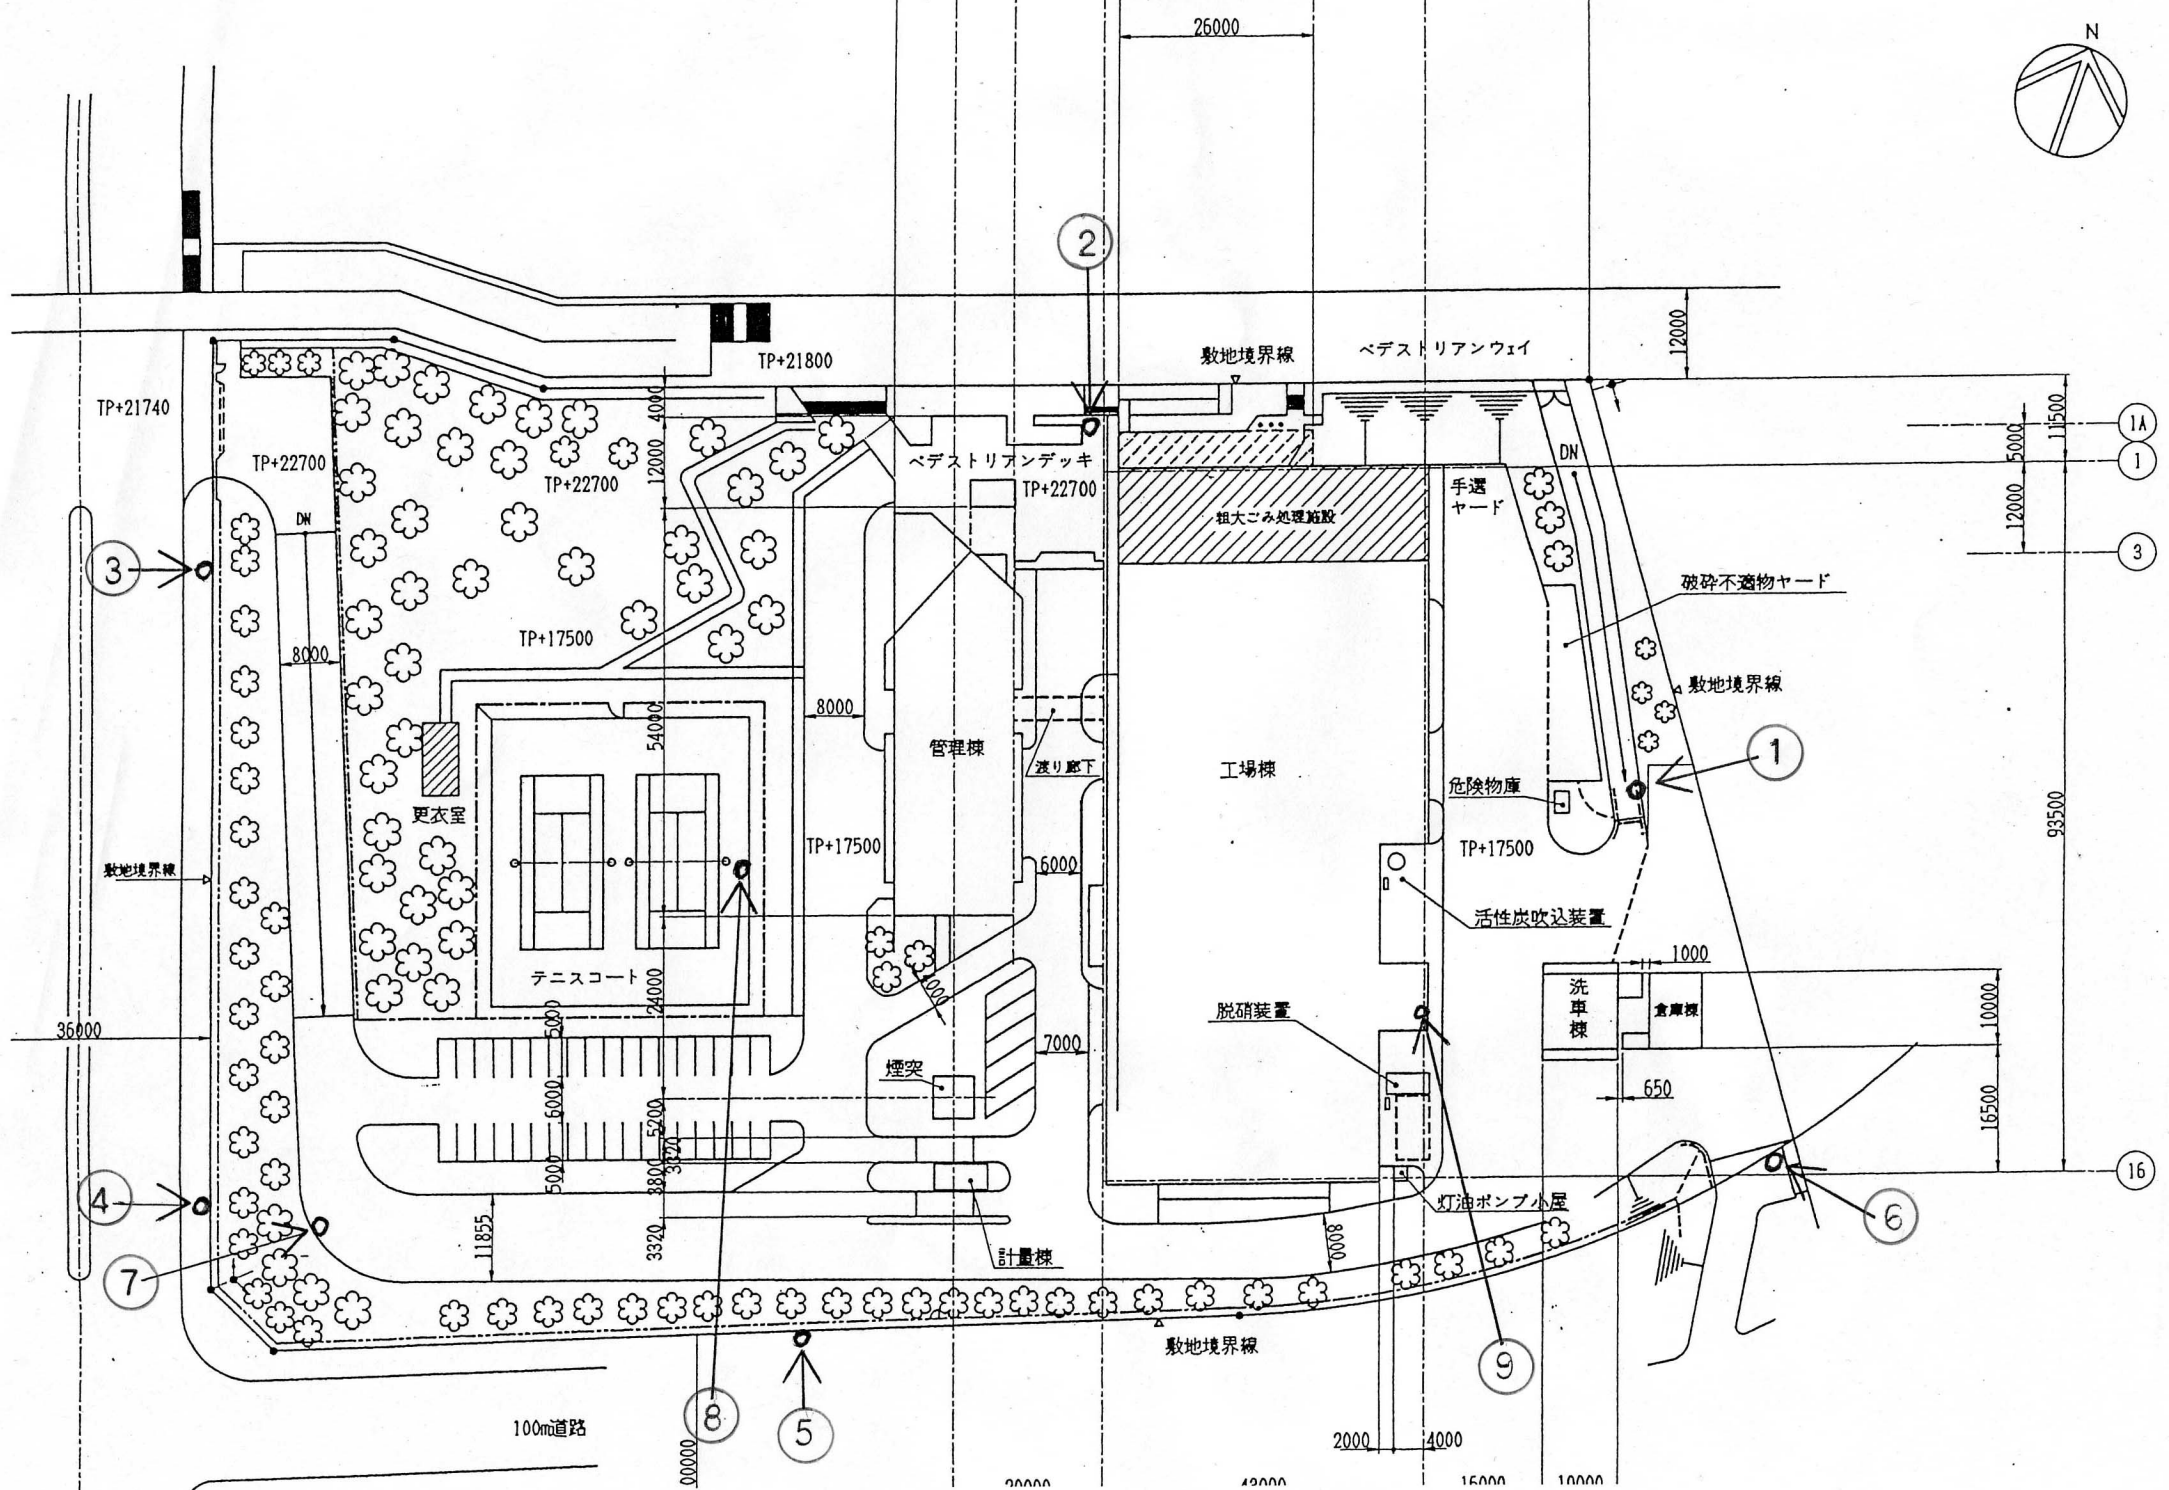 26000
N
②
12000
敷地境界線
ペデストリアンウェイ
TP+21800
TP+21740
4000
11500
1A
5000
1
DN
TP+22700
12000
TP+22700
ペデストリアンデッキ
TP+22700
手選
ヤード
粗大ごみ処理施設
12000
3
DN
③
破砕不適物ヤード
TP+17500
8000
敷地境界線
8000
54000
管理棟
渡り廊下
工場棟
①
危険物庫
更衣室
93500
TP+17500
TP+17500
敷地境界線
6000
活性炭吹込装置
テニスコート
1000
24000
洗車棟
倉庫棟
10000
脱硝装置
36000
5000
7000
煙突
650
6000
5200
16500
3320
5000
3800
16
④
灯油ポンプ小屋
⑥
11855
3320
8000
⑦
計量棟
敷地境界線
⑨
⑧
⑤
100m道路
2000
4000